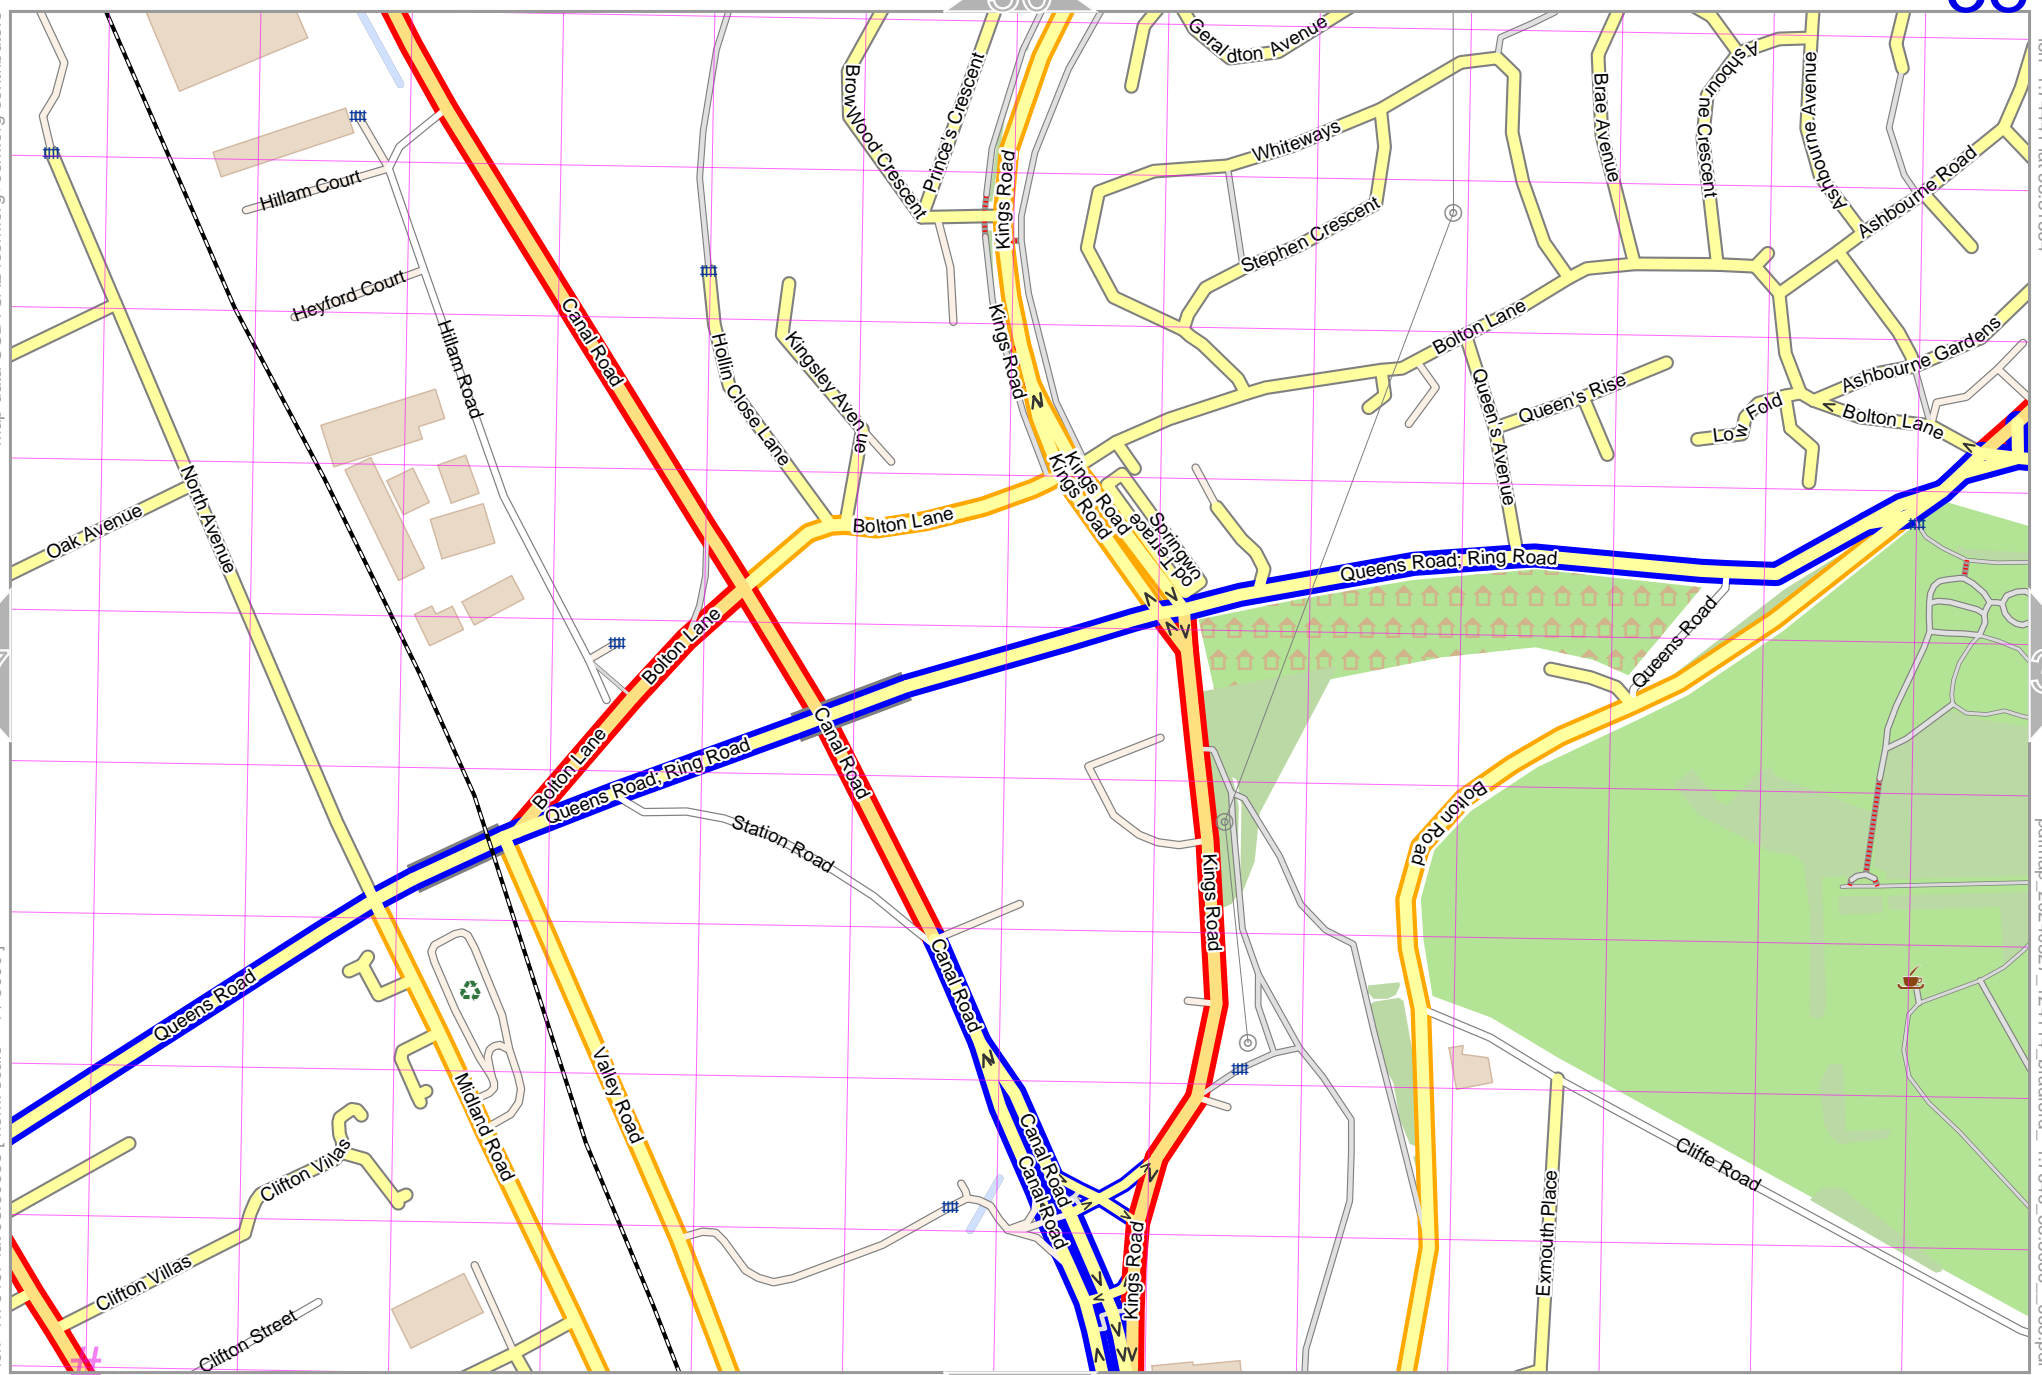 Geraldton Avenue
Brow Wood Crescent
Prince's Crescent
Kings Road
Whiteways
Brae Avenue
Ashbourne Crescent
Ashbourne Avenue
Ashbourne Road
Hillam Court
Stephen Crescent
Heyford Court
Canal Road
Hillam Road
Hollin Close Lane
Kingsley Avenue
Kings Road
Bolton Lane
Queen's Avenue
Queen's Rise
Ashbourne Gardens
Low Fold
Bolton Lane
North Avenue
Oak Avenue
Bolton Lane
Kings Road
Kings Road
Springwood Terrace
Queens Road; Ring Road
Queens Road
Bolton Lane
Bolton Lane
Canal Road
Queens Road; Ring Road
Station Road
Bolton Road
Kings Road
Queens Road
Canal Road
Valley Road
Midland Road
Canal Road
Canal Road
Clifton Villas
Clifton Villas
Clifton Street
Kings Road
Exmouth Place
Cliffe Road
#